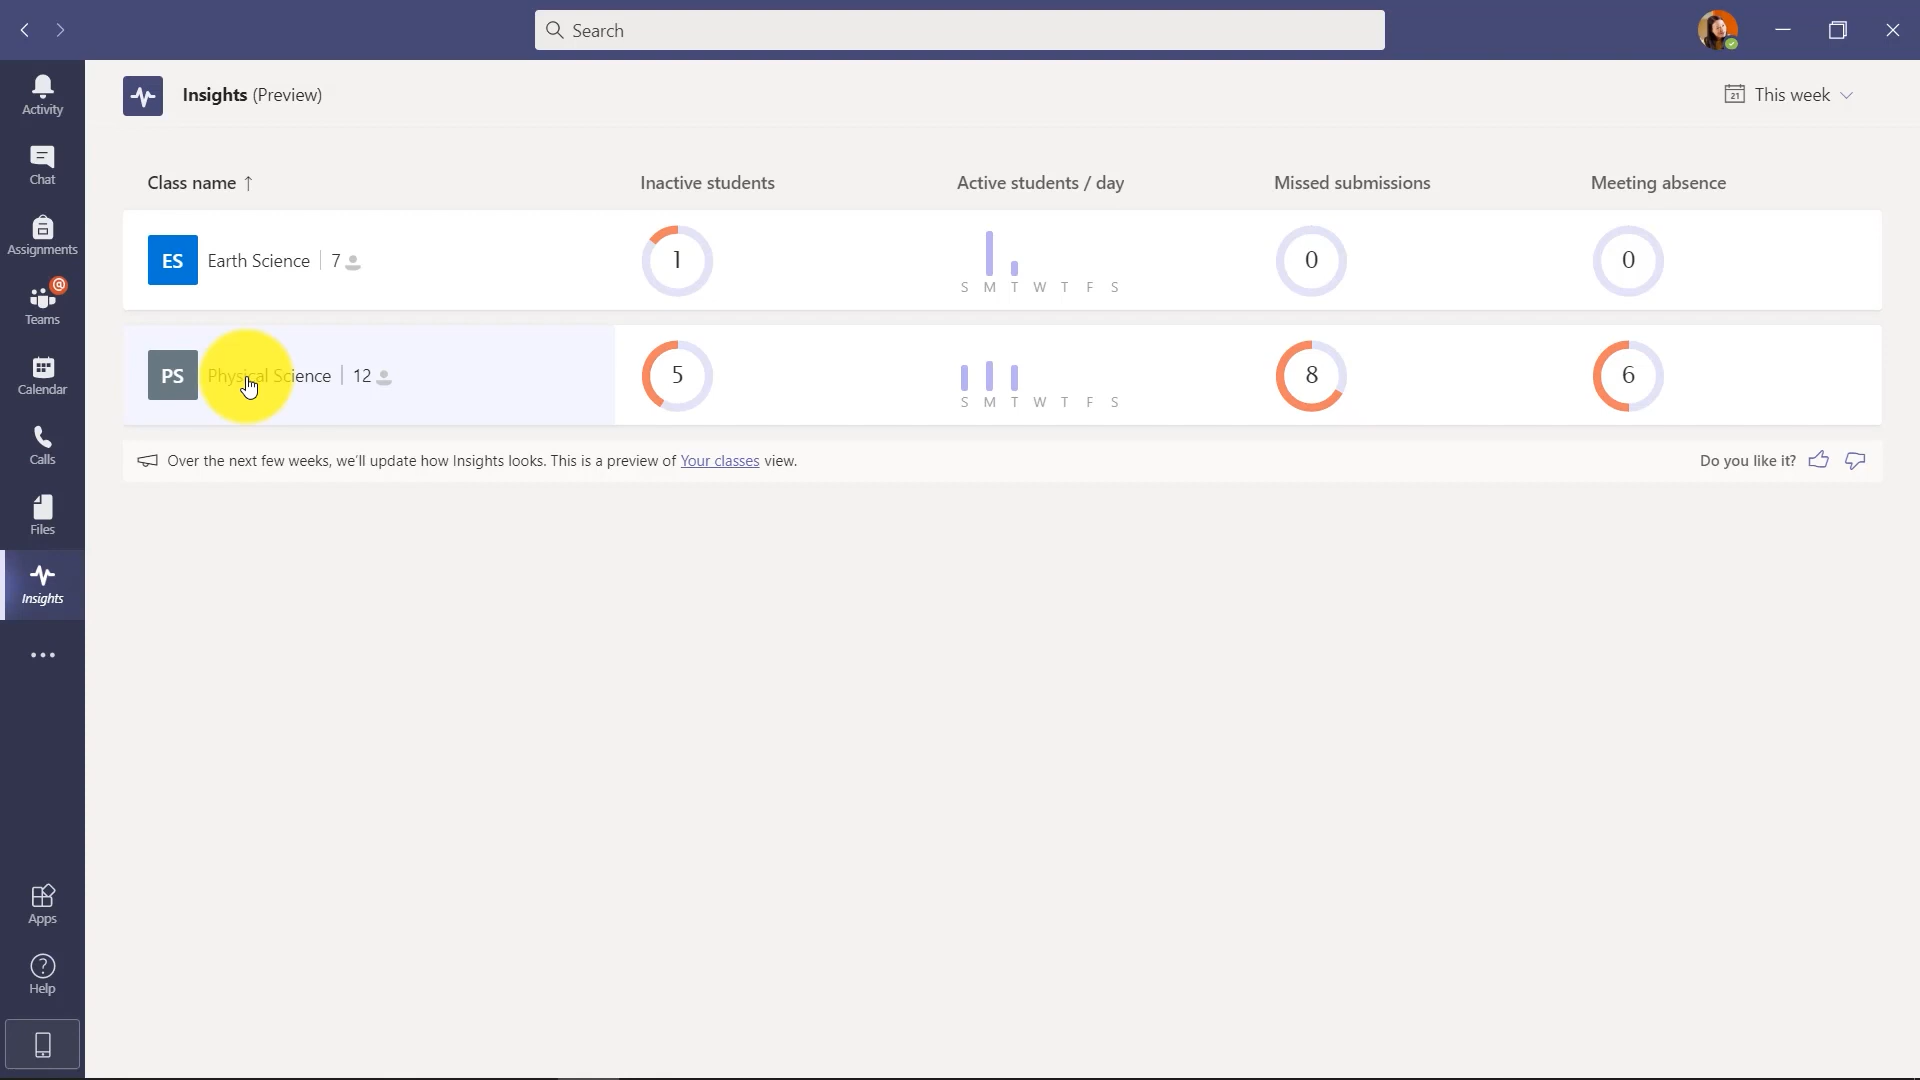 Search
Activity
Chat
Assignments
@
Teams
Calendar
Calls
Files
Insights
Apps
Help
Insights (Preview)
21 This week
Class name ↑ Inactive students Active students / day Missed submissions Meeting absence
ES Earth Science | 7 1 0 0
S M T W T F S
PS Physical Science | 12 5 8 6
S M T W T F S
Over the next few weeks, we'll update how Insights looks. This is a preview of Your classes view. Do you like it?